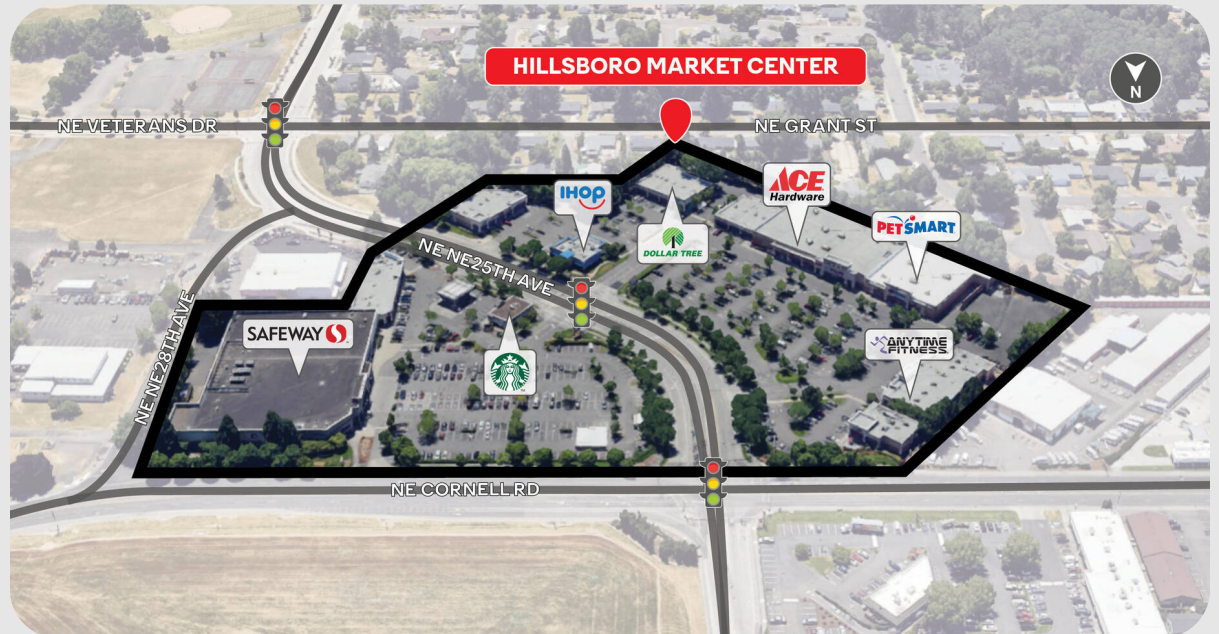 HILLSBORO MARKET CENTER
N
NE VETERANS DR
NE GRANT ST
IHOP
ACE
Hardware
PETSMART
DOLLAR TREE
NE NE25TH AVE
NE NE28TH AVE
SAFEWAY
ANYTIME
FITNESS
NE CORNELL RD